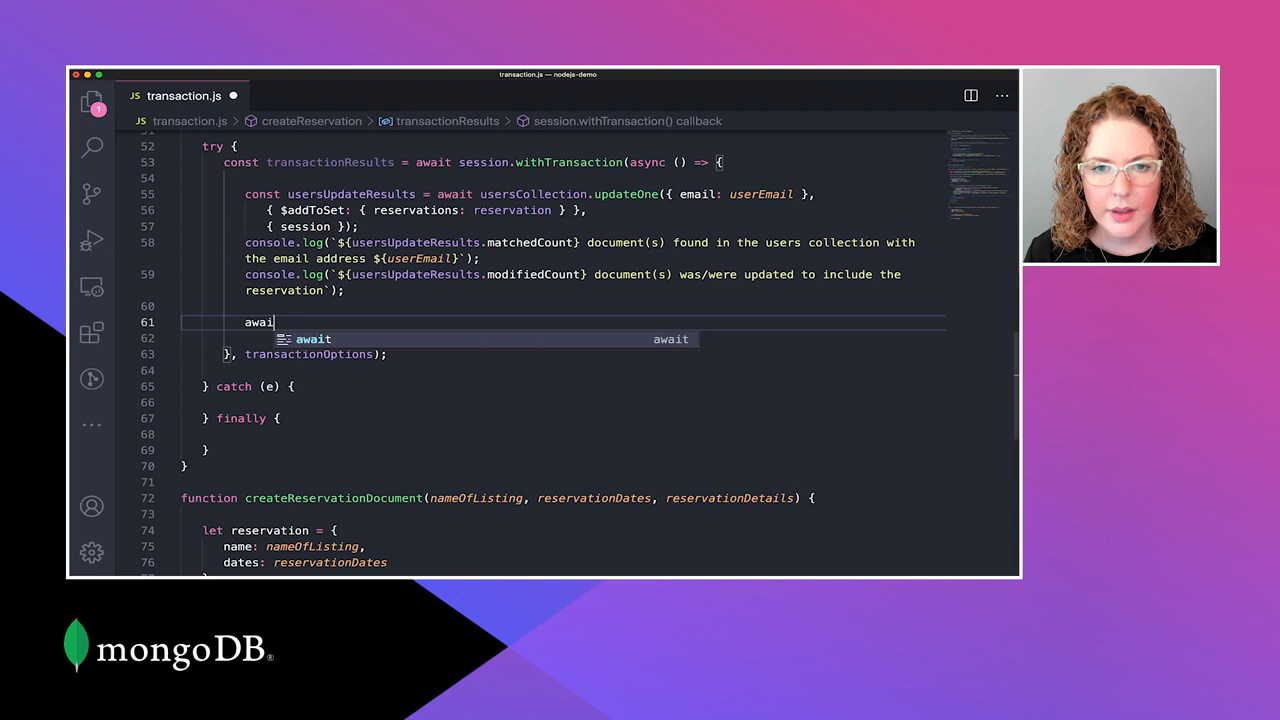 transaction.js — nodejs-demo
JS transaction.js
1
JS transaction.js > createReservation > transactionResults > session.withTransaction() callback
51
52 try {
53 const transactionResults = await session.withTransaction(async () => {
54
55 const usersUpdateResults = await usersCollection.updateOne({ email: userEmail },
56 { $addToSet: { reservations: reservation } },
57 { session });
58 console.log(`${usersUpdateResults.matchedCount} document(s) found in the users collection with
the email address ${userEmail}`);
59 console.log(`${usersUpdateResults.modifiedCount} document(s) was/were updated to include the
reservation`);
60
61 awai
62 await await
63 }, transactionOptions);
64
65 } catch (e) {
66
67 } finally {
68
69 }
70 }
71
72 function createReservationDocument(nameOfListing, reservationDates, reservationDetails) {
73
74 let reservation = {
75 name: nameOfListing,
76 dates: reservationDates
mongoDB®